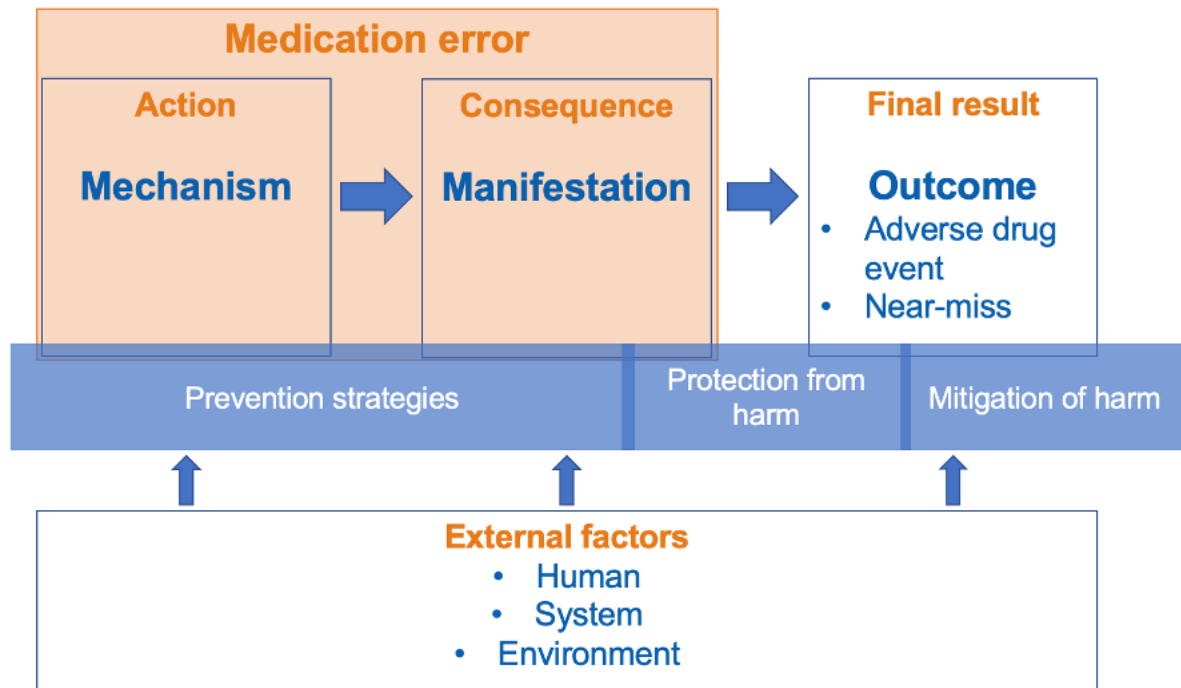 Medication error
Action
Mechanism
Consequence
Manifestation
Final result
Outcome
• Adverse drug
event
• Near-miss
Prevention strategies
Protection from
harm
Mitigation of harm
External factors
• Human
• System
• Environment